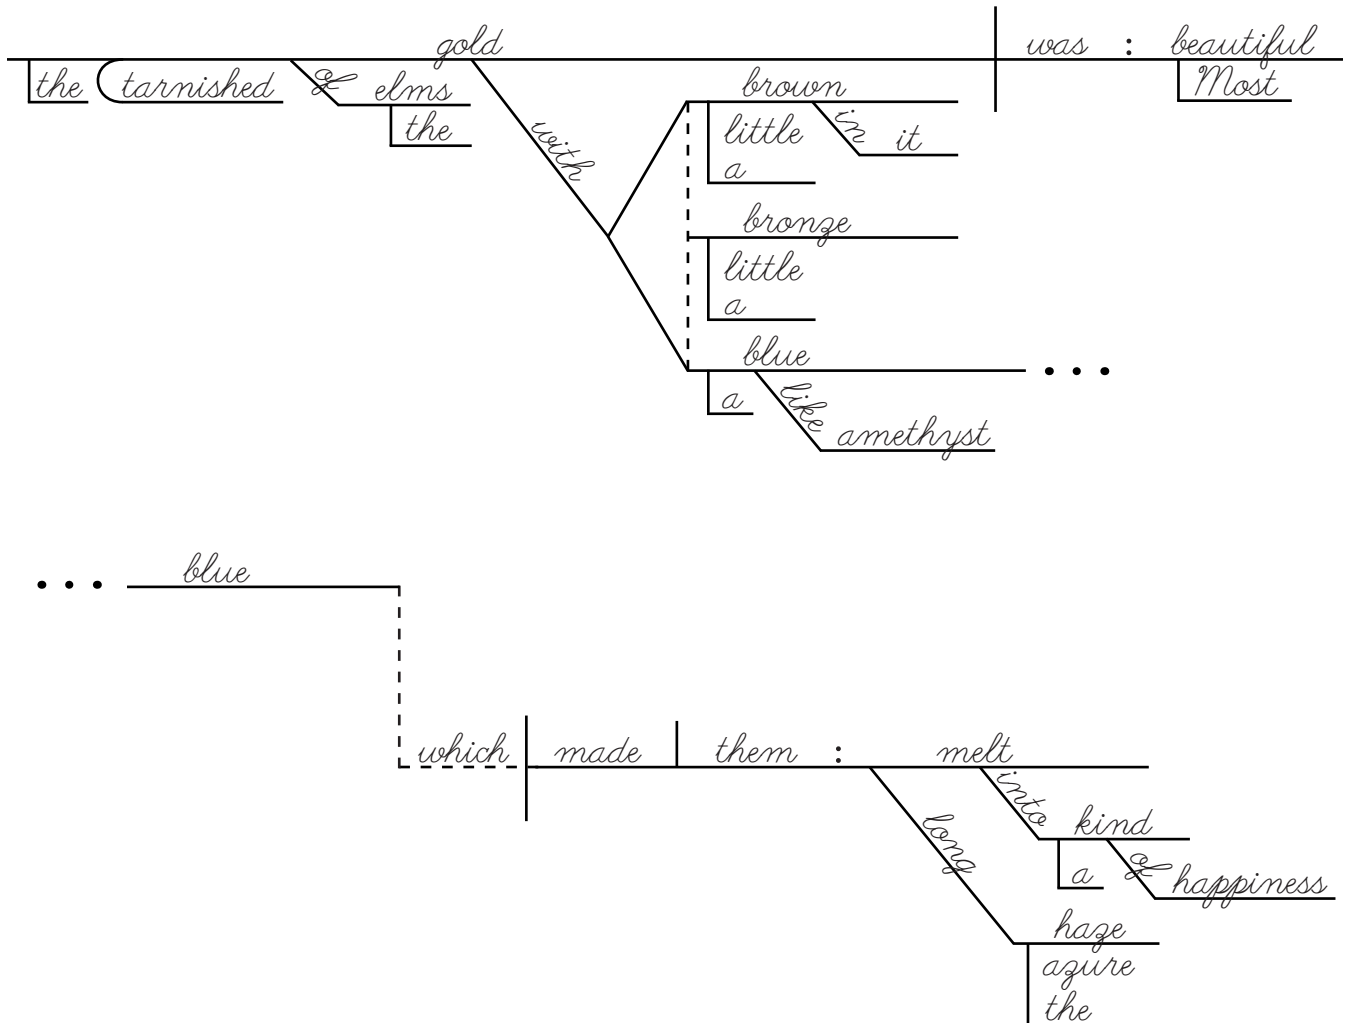 gold was : beautiful
the tarnished of elms brown Most
the with little in it
a
bronze
little
a
blue
a like amethyst
blue
which made them : melt
into kind
long a of happiness
haze
azure
the